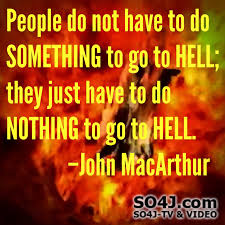 People do not have to do
SOMETHING to go to HELL;
they just have to do
NOTHING to go to HELL.
–John MacArthur
SO4J.com
SO4J-TV & VIDEO